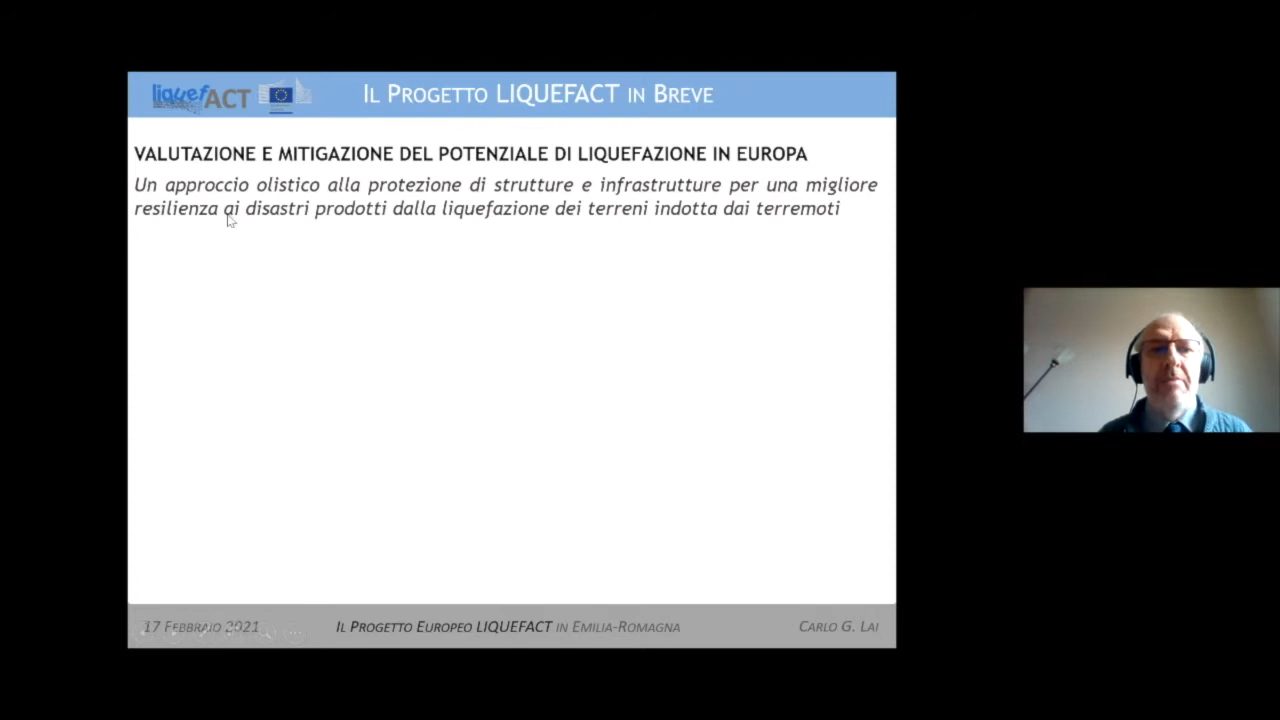 liquefACT
IL PROGETTO LIQUEFACT IN BREVE
VALUTAZIONE E MITIGAZIONE DEL POTENZIALE DI LIQUEFAZIONE IN EUROPA
Un approccio olistico alla protezione di strutture e infrastrutture per una migliore
resilienza ai disastri prodotti dalla liquefazione dei terreni indotta dai terremoti
17 FEBBRAIO 2021
IL PROGETTO EUROPEO LIQUEFACT IN EMILIA-ROMAGNA
CARLO G. LAI